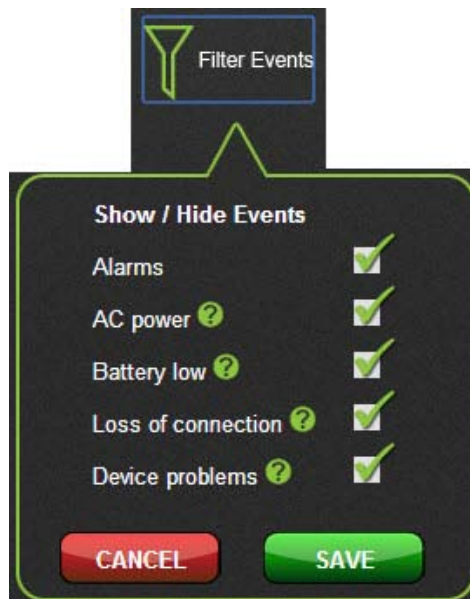 Filter Events
Show / Hide Events
Alarms
AC power ?
Battery low ?
Loss of connection ?
Device problems ?
CANCEL SAVE